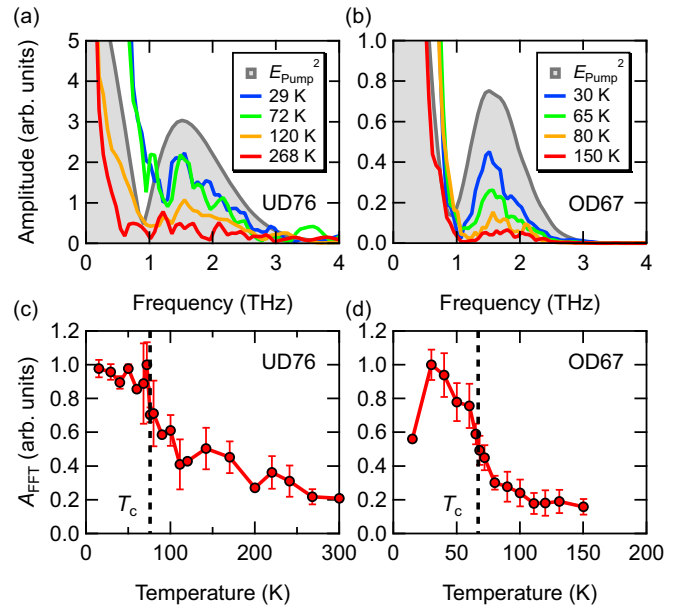 (a)
(b)
Amplitude (arb. units)
5
4
3
2
1
0
E_Pump^2
29 K
72 K
120 K
268 K
UD76
0
1
2
3
4
Frequency (THz)
1.0
0.8
0.6
0.4
0.2
0.0
E_Pump^2
30 K
65 K
80 K
150 K
OD67
0
1
2
3
4
Frequency (THz)
(c)
(d)
A_FFT (arb. units)
1.2
1.0
0.8
0.6
0.4
0.2
0.0
UD76
T_c
0
100
200
300
Temperature (K)
1.2
1.0
0.8
0.6
0.4
0.2
0.0
OD67
T_c
0
50
100
150
200
Temperature (K)